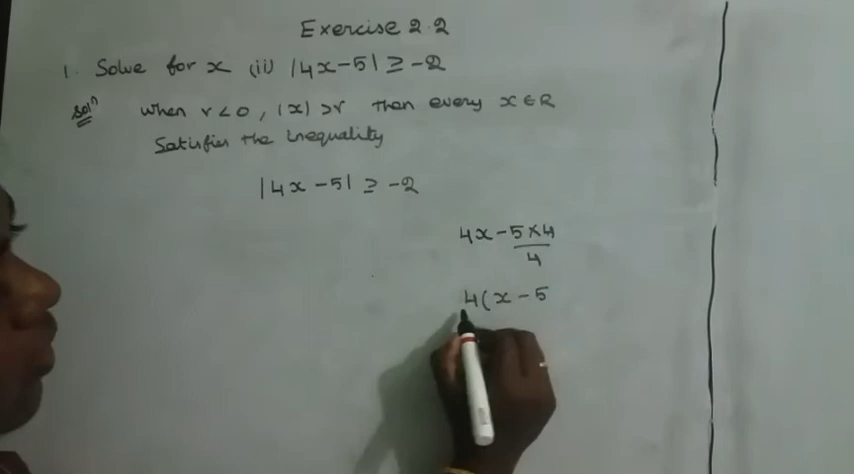 Exercise 2.2
1. Solve for x (ii) |4x-5| ≥ -2
Soln When r<0, |x|>r then every x∈R
Satisfies the inequality
|4x-5| ≥ -2
4x - 5×4
4
4(x-5